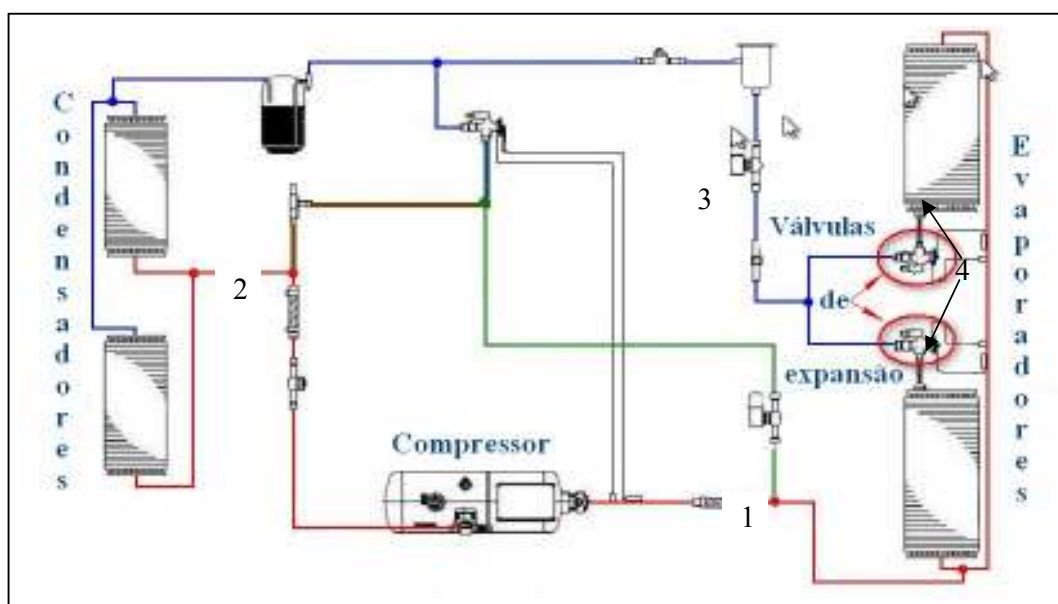 Condensadores
2
Compressor
1
3
Válvulas
de
expansão
4
Evaporadores